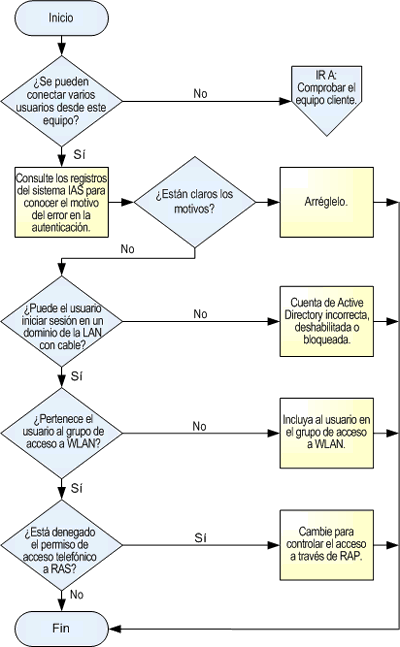 Inicio
¿Se pueden
conectar varios
usuarios desde este
equipo?
No
IR A:
Comprobar el
equipo cliente.
Sí
Consulte los registros
del sistema IAS para
conocer el motivo
del error en la
autenticación.
¿Están claros los
motivos?
Arréglelo.
No
¿Puede el usuario
iniciar sesión en un
dominio de la LAN
con cable?
No
Cuenta de Active
Directory incorrecta,
deshabilitada o
bloqueada.
Sí
¿Pertenece el
usuario al grupo de
acceso a WLAN?
No
Incluya al usuario en
el grupo de acceso
a WLAN.
Sí
¿Está denegado
el permiso de
acceso telefónico
a RAS?
Sí
Cambie para
controlar el acceso
a través de RAP.
No
Fin